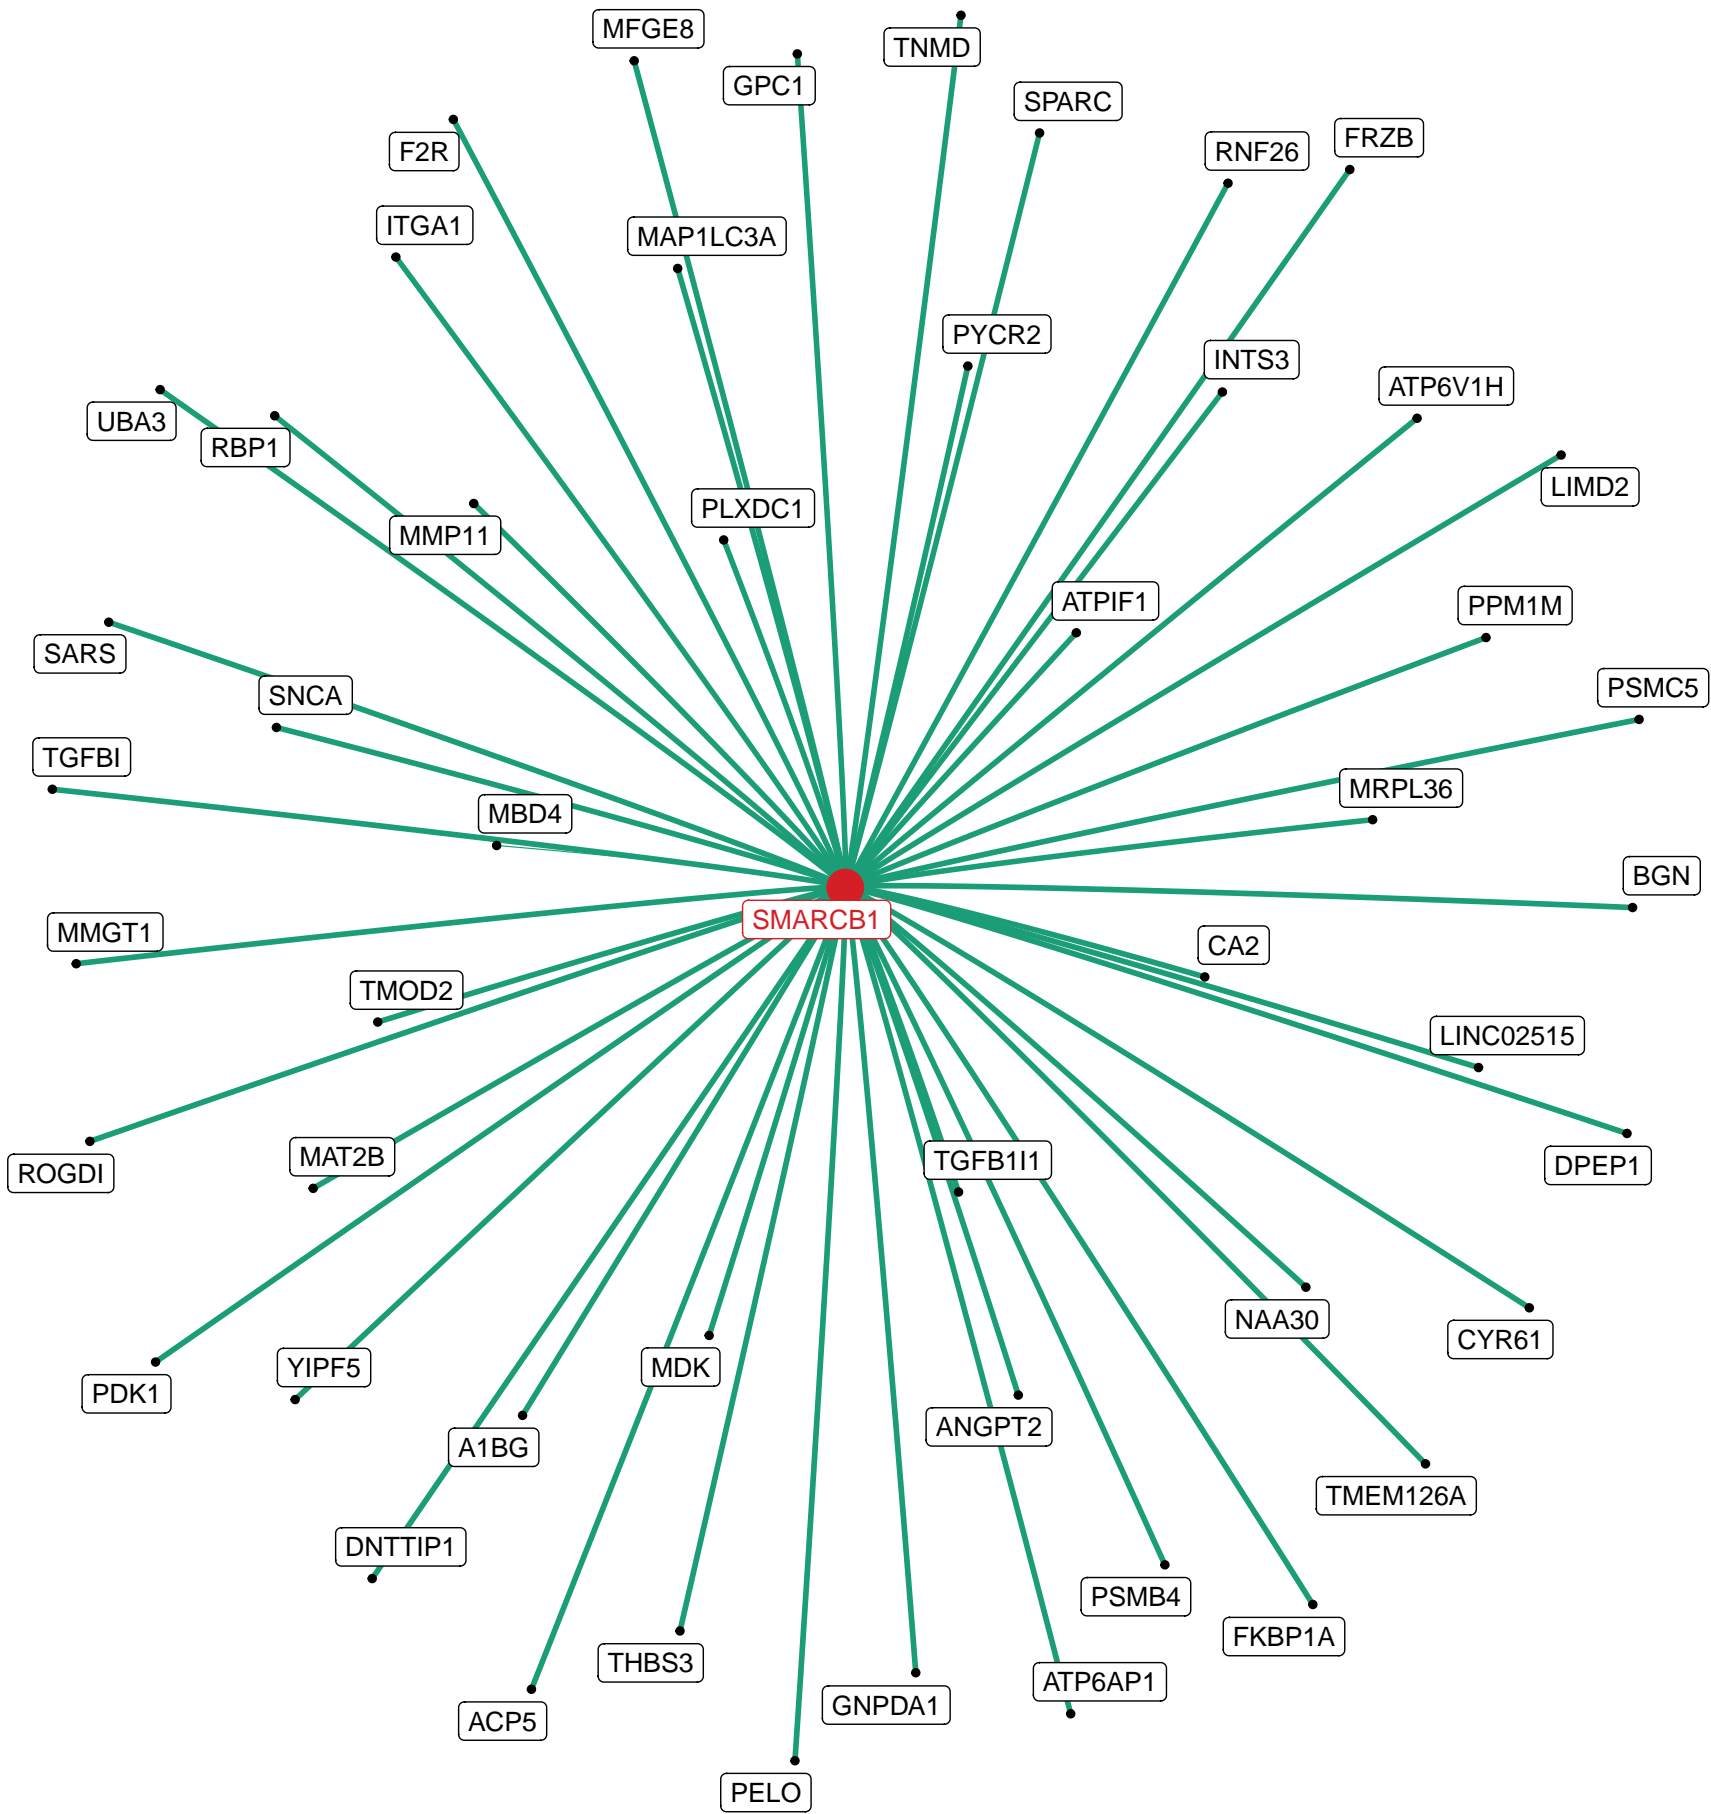 MFGE8
TNMD
GPC1
SPARC
FRZB
F2R
RNF26
ITGA1
MAP1LC3A
PYCR2
INTS3
ATP6V1H
UBA3
RBP1
LIMD2
PLXDC1
MMP11
ATPIF1
PPM1M
SARS
PSMC5
SNCA
TGFBI
MRPL36
MBD4
BGN
SMARCB1
MMGT1
CA2
TMOD2
LINC02515
MAT2B
TGFB1I1
DPEP1
ROGDI
NAA30
CYR61
MDK
YIPF5
PDK1
ANGPT2
A1BG
TMEM126A
DNTTIP1
PSMB4
FKBP1A
THBS3
ATP6AP1
GNPDA1
ACP5
PELO